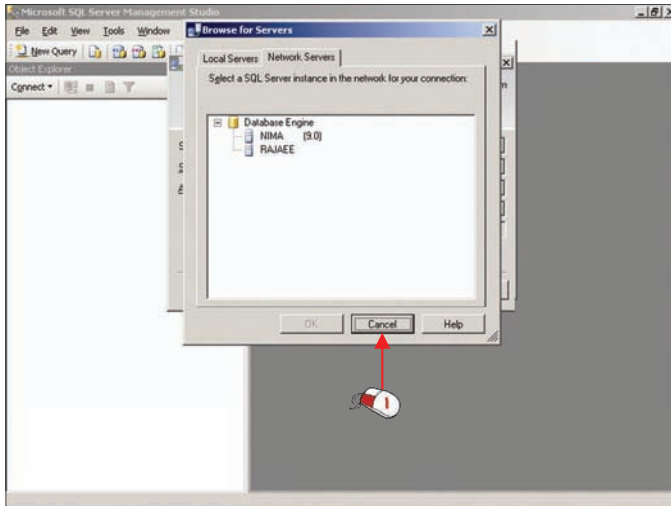 Microsoft SQL Server Management Studio
File Edit View Tools Window
New Query
Object Explorer
Connect
Browse for Servers
Local Servers Network Servers
Select a SQL Server instance in the network for your connection:
Database Engine
NIMA (9.0)
RAJAEE
OK Cancel Help
۱